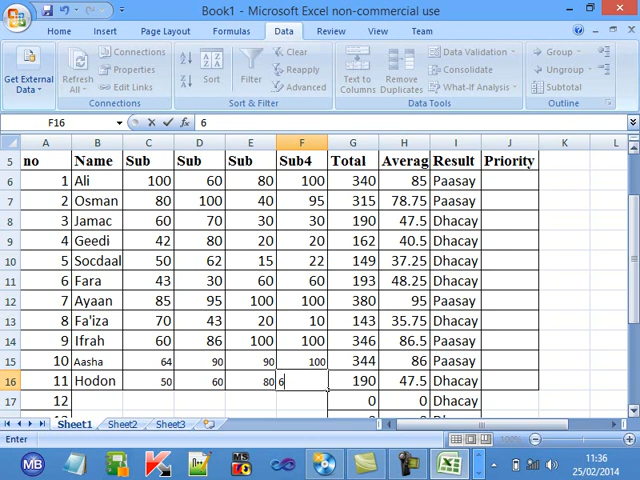 Book1 - Microsoft Excel non-commercial use
Home Insert Page Layout Formulas Data Review View
Get External Data
Refresh All
Connections
Properties
Edit Links
Connections
Sort
Filter
Clear
Reapply
Advanced
Sort & Filter
Text to Columns
Remove Duplicates
Data Validation
Consolidate
What-If Analysis
Data Tools
Group
Ungroup
Subtotal
Outline
F16 fx 6
A B C D E F G H I J K L
5 no Name Sub Sub Sub Sub4 Total Averag Result Priority
6 1 Ali 100 60 80 100 340 85 Paasay
7 2 Osman 80 100 40 95 315 78.75 Paasay
8 3 Jamac 60 70 30 30 190 47.5 Dhacay
9 4 Geedi 42 80 20 20 162 40.5 Dhacay
10 5 Socdaal 50 62 15 22 149 37.25 Dhacay
11 6 Fara 43 30 60 60 193 48.25 Dhacay
12 7 Ayaan 85 95 100 100 380 95 Paasay
13 8 Fa'iza 70 43 20 10 143 35.75 Dhacay
14 9 Ifrah 60 86 100 100 346 86.5 Paasay
15 10 Aasha 64 90 90 100 344 86 Paasay
16 11 Hodon 50 60 80 6 190 47.5 Dhacay
17 12 0 0 Dhacay
Sheet1 Sheet2 Sheet3
Enter 100%
MB MS 11:36
25/02/2014